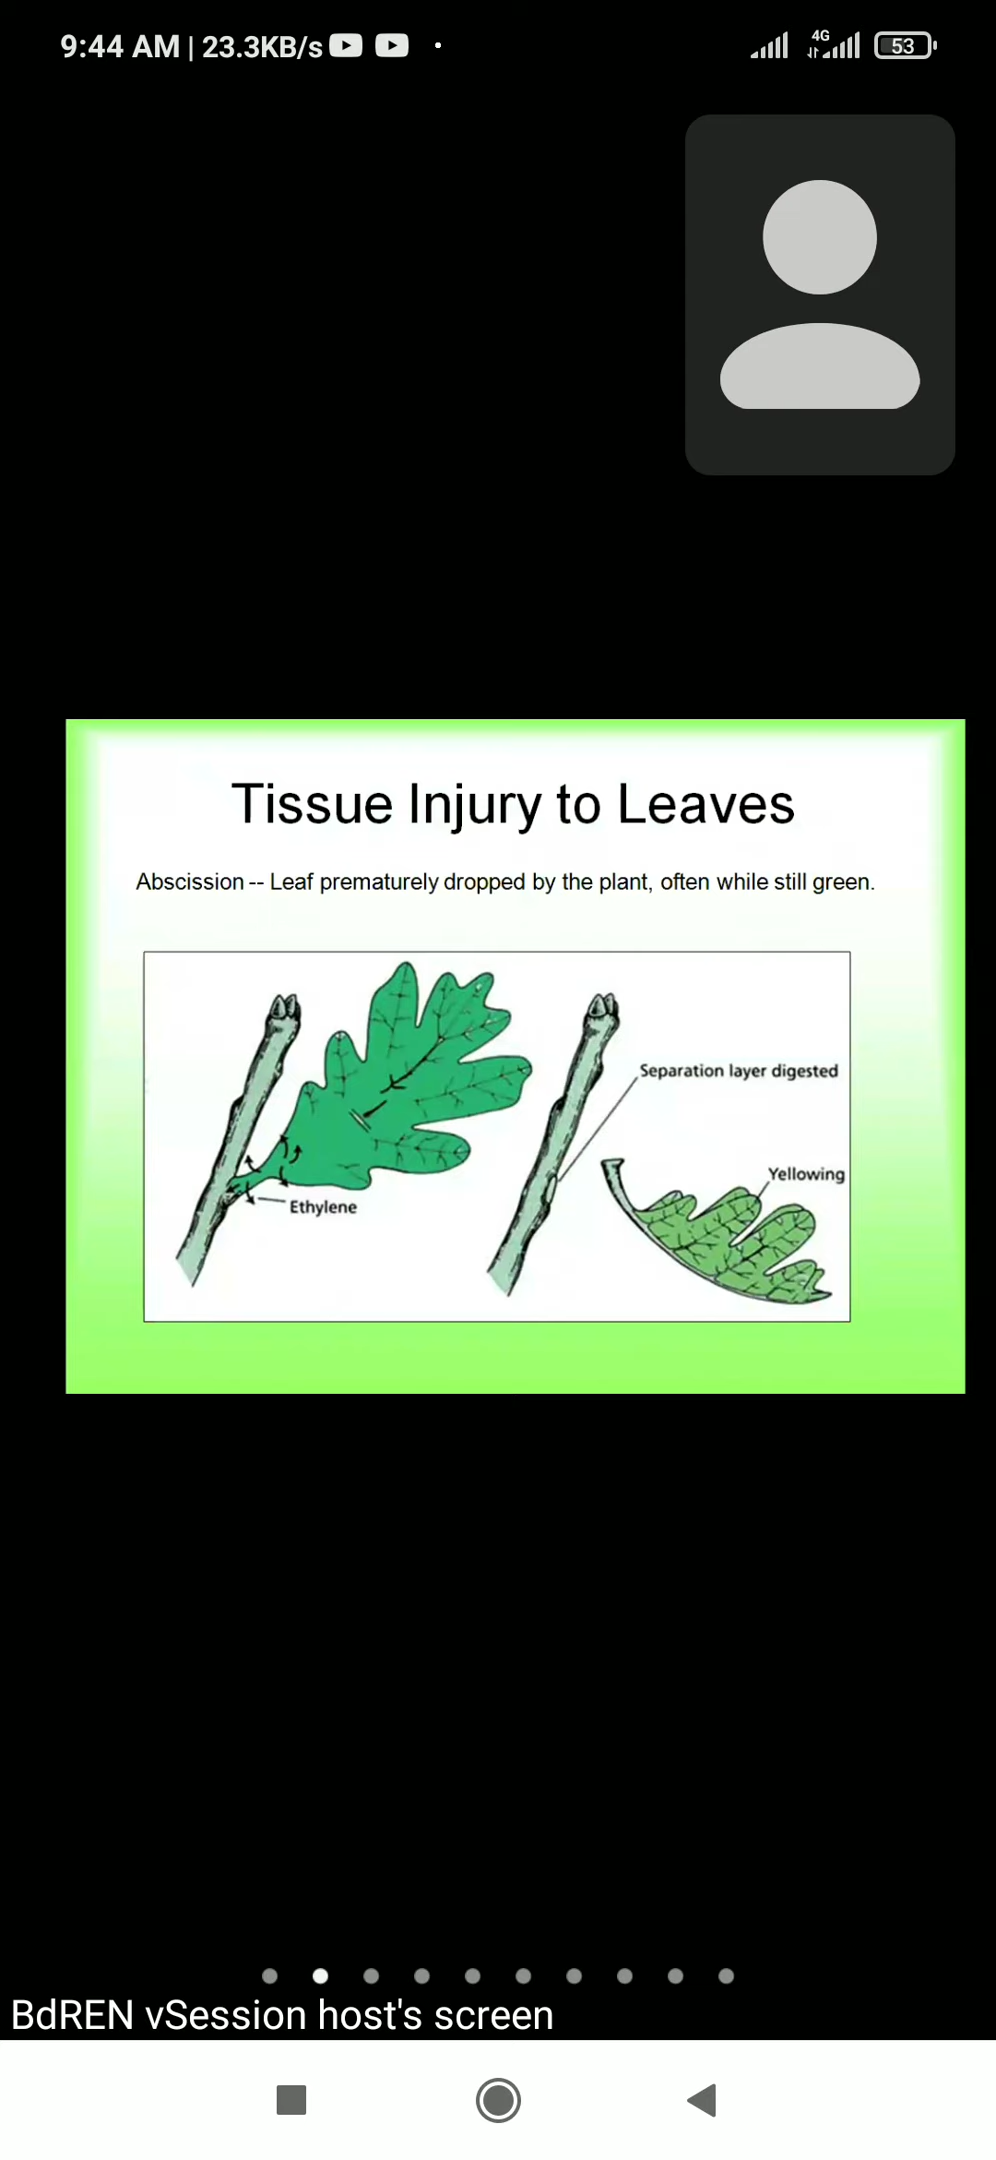 9:44 AM | 23.3KB/s
4G
53
Tissue Injury to Leaves
Abscission -- Leaf prematurely dropped by the plant, often while still green.
Separation layer digested
Yellowing
Ethylene
BdREN vSession host's screen